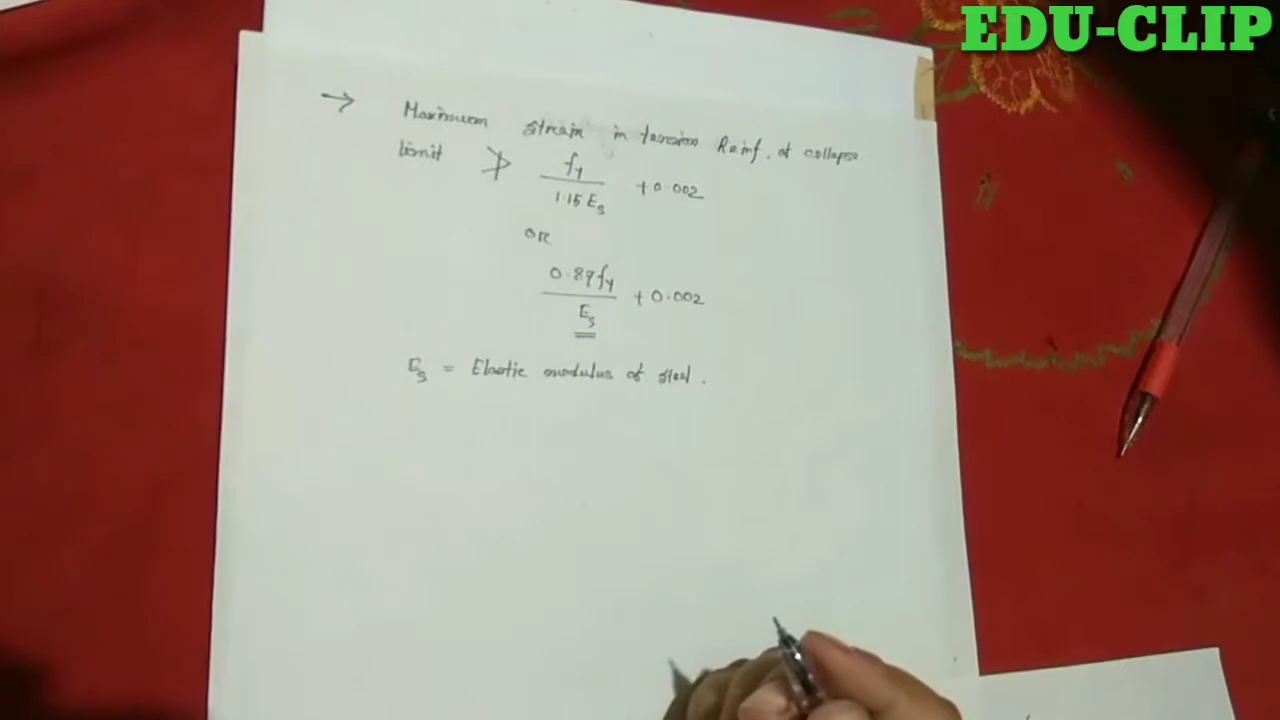 EDU-CLIP
→ Maximum strain in tension Reinf. at collapse
limit ≯ fy / 1.15 Es + 0.002
OR
0.87fy / Es + 0.002
Es = Elastic modulus of steel.